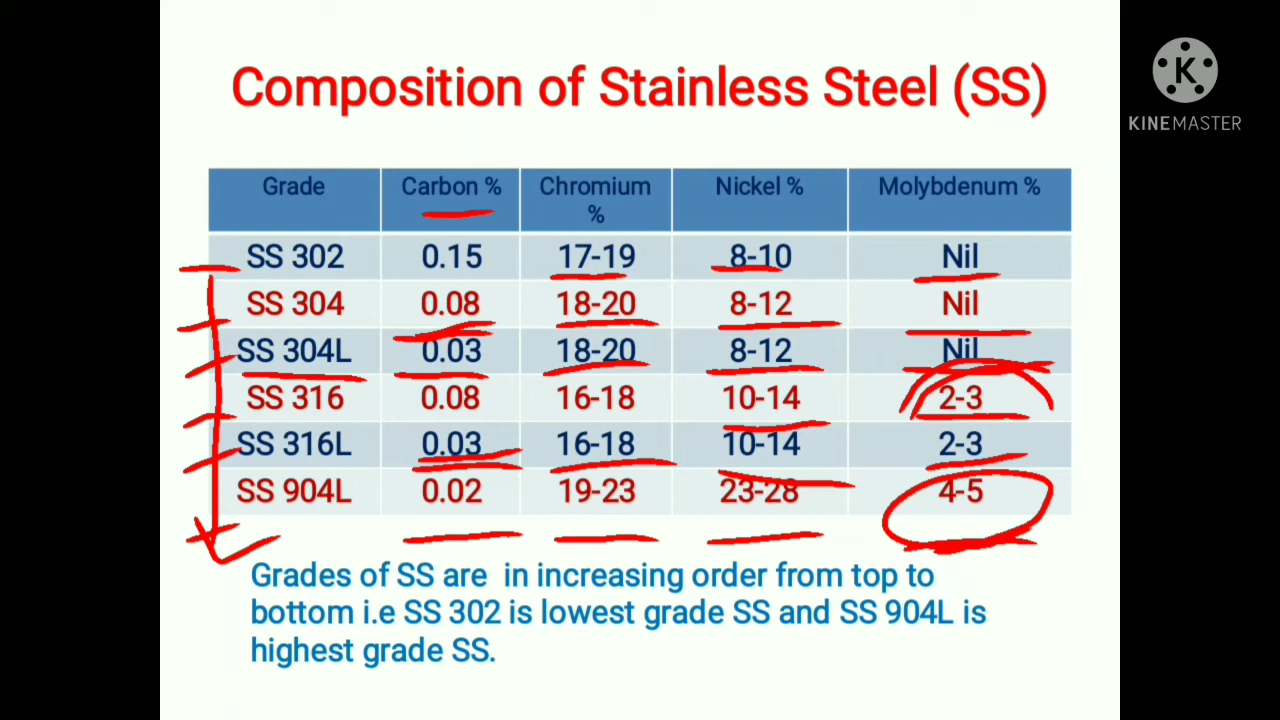 Composition of Stainless Steel (SS)
K
KINEMASTER
Grade Carbon % Chromium % Nickel % Molybdenum %
SS 302 0.15 17-19 8-10 Nil
SS 304 0.08 18-20 8-12 Nil
SS 304L 0.03 18-20 8-12 Nil
SS 316 0.08 16-18 10-14 2-3
SS 316L 0.03 16-18 10-14 2-3
SS 904L 0.02 19-23 23-28 4-5
Grades of SS are in increasing order from top to
bottom i.e SS 302 is lowest grade SS and SS 904L is
highest grade SS.